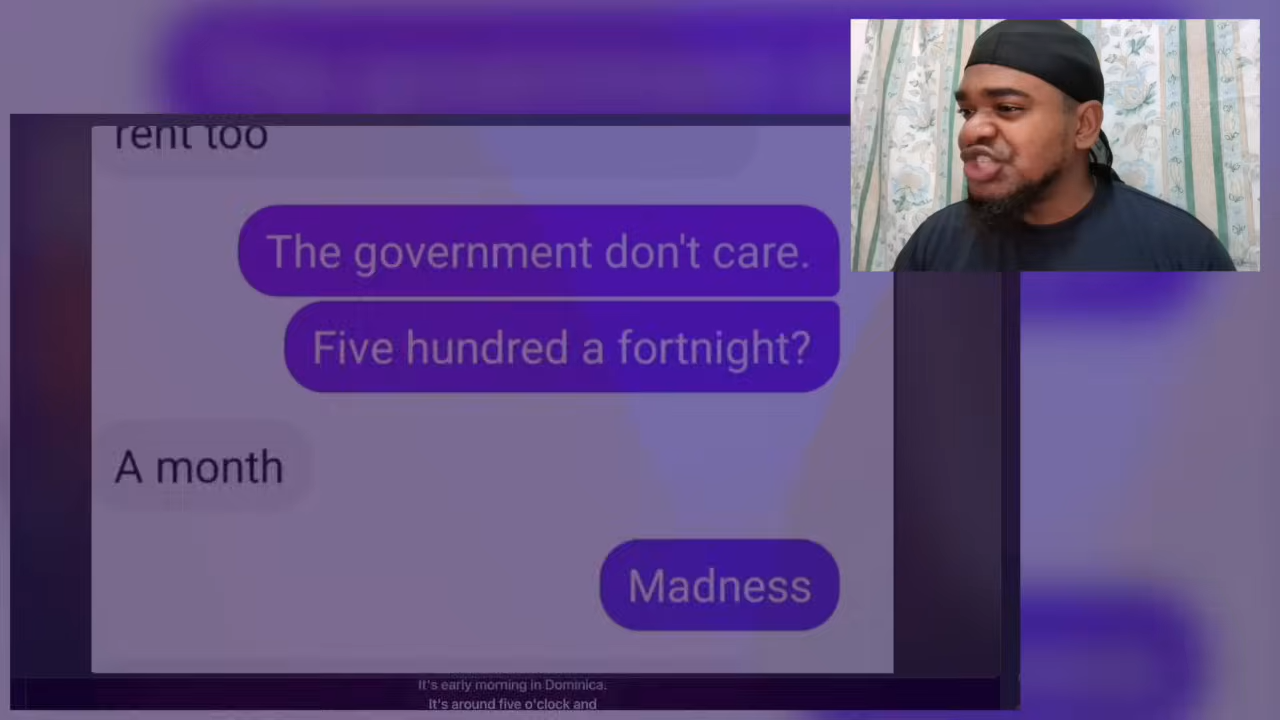 rent too
The government don't care.
Five hundred a fortnight?
A month
Madness
It's early morning in Dominica.
It's around five o'clock and